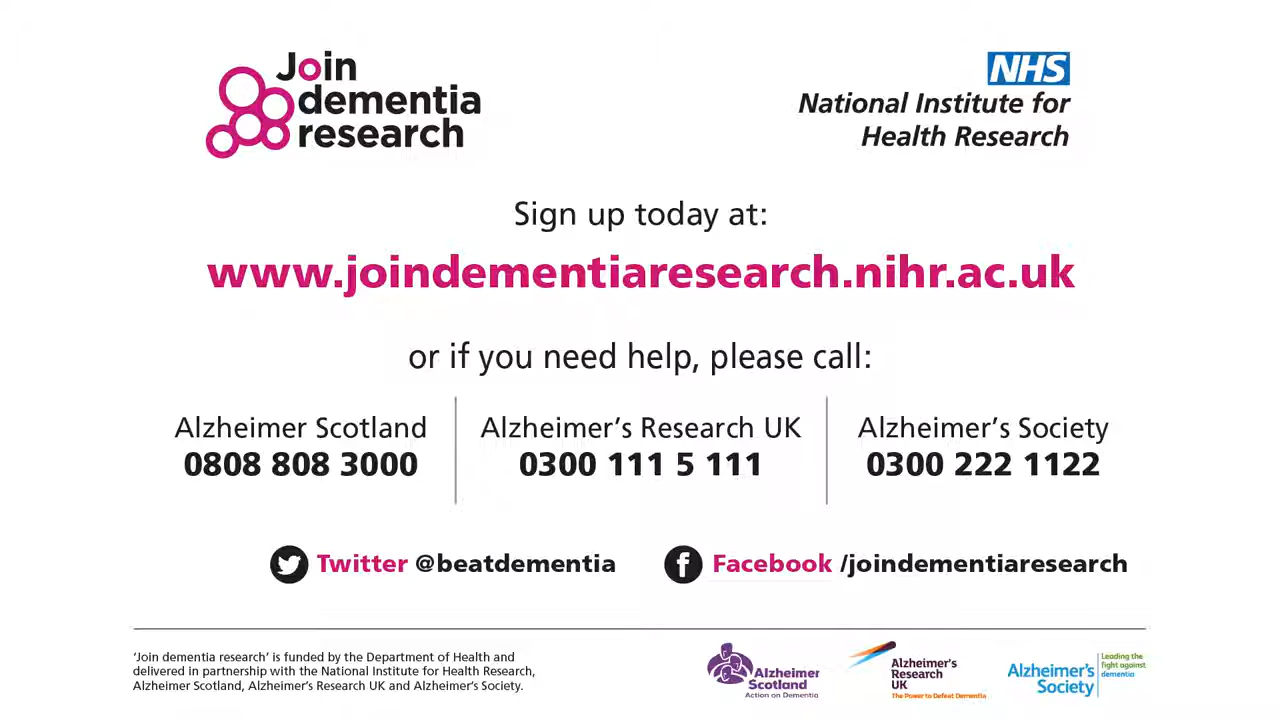 Join
dementia
research
NHS
National Institute for
Health Research
Sign up today at:
www.joindementiaresearch.nihr.ac.uk
or if you need help, please call:
Alzheimer Scotland
0808 808 3000
Alzheimer’s Research UK
0300 111 5 111
Alzheimer’s Society
0300 222 1122
Twitter @beatdementia
Facebook /joindementiaresearch
‘Join dementia research’ is funded by the Department of Health and
delivered in partnership with the National Institute for Health Research,
Alzheimer Scotland, Alzheimer’s Research UK and Alzheimer’s Society.
Alzheimer
Scotland
Action on Dementia
Alzheimer’s
Research
UK
The Power to Defeat Dementia
Alzheimer’s
Society
Leading the
fight against
dementia